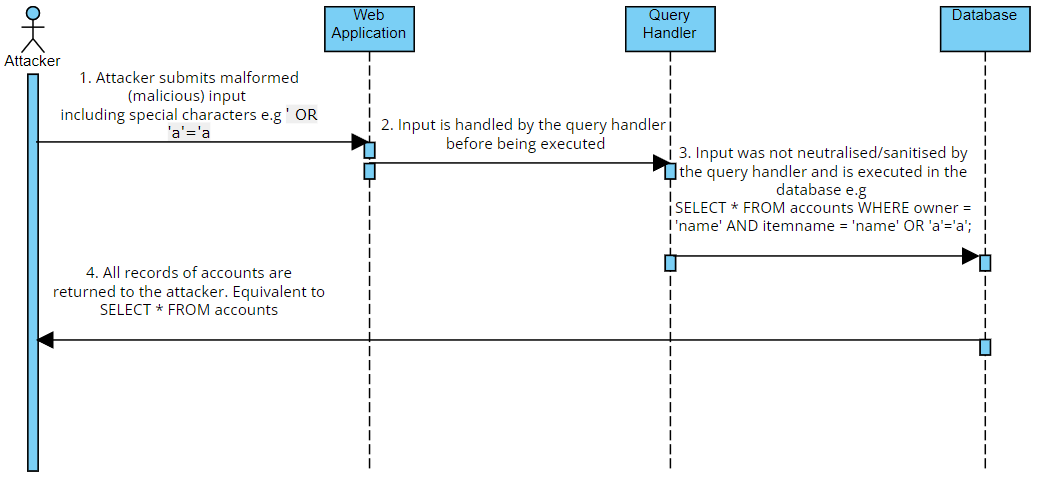 Attacker
Web
Application
Query
Handler
Database
1. Attacker submits malformed
(malicious) input
including special characters e.g ' OR
'a'='a
2. Input is handled by the query handler
before being executed
3. Input was not neutralised/sanitised by
the query handler and is executed in the
database e.g
SELECT * FROM accounts WHERE owner =
'name' AND itemname = 'name' OR 'a'='a';
4. All records of accounts are
returned to the attacker. Equivalent to
SELECT * FROM accounts